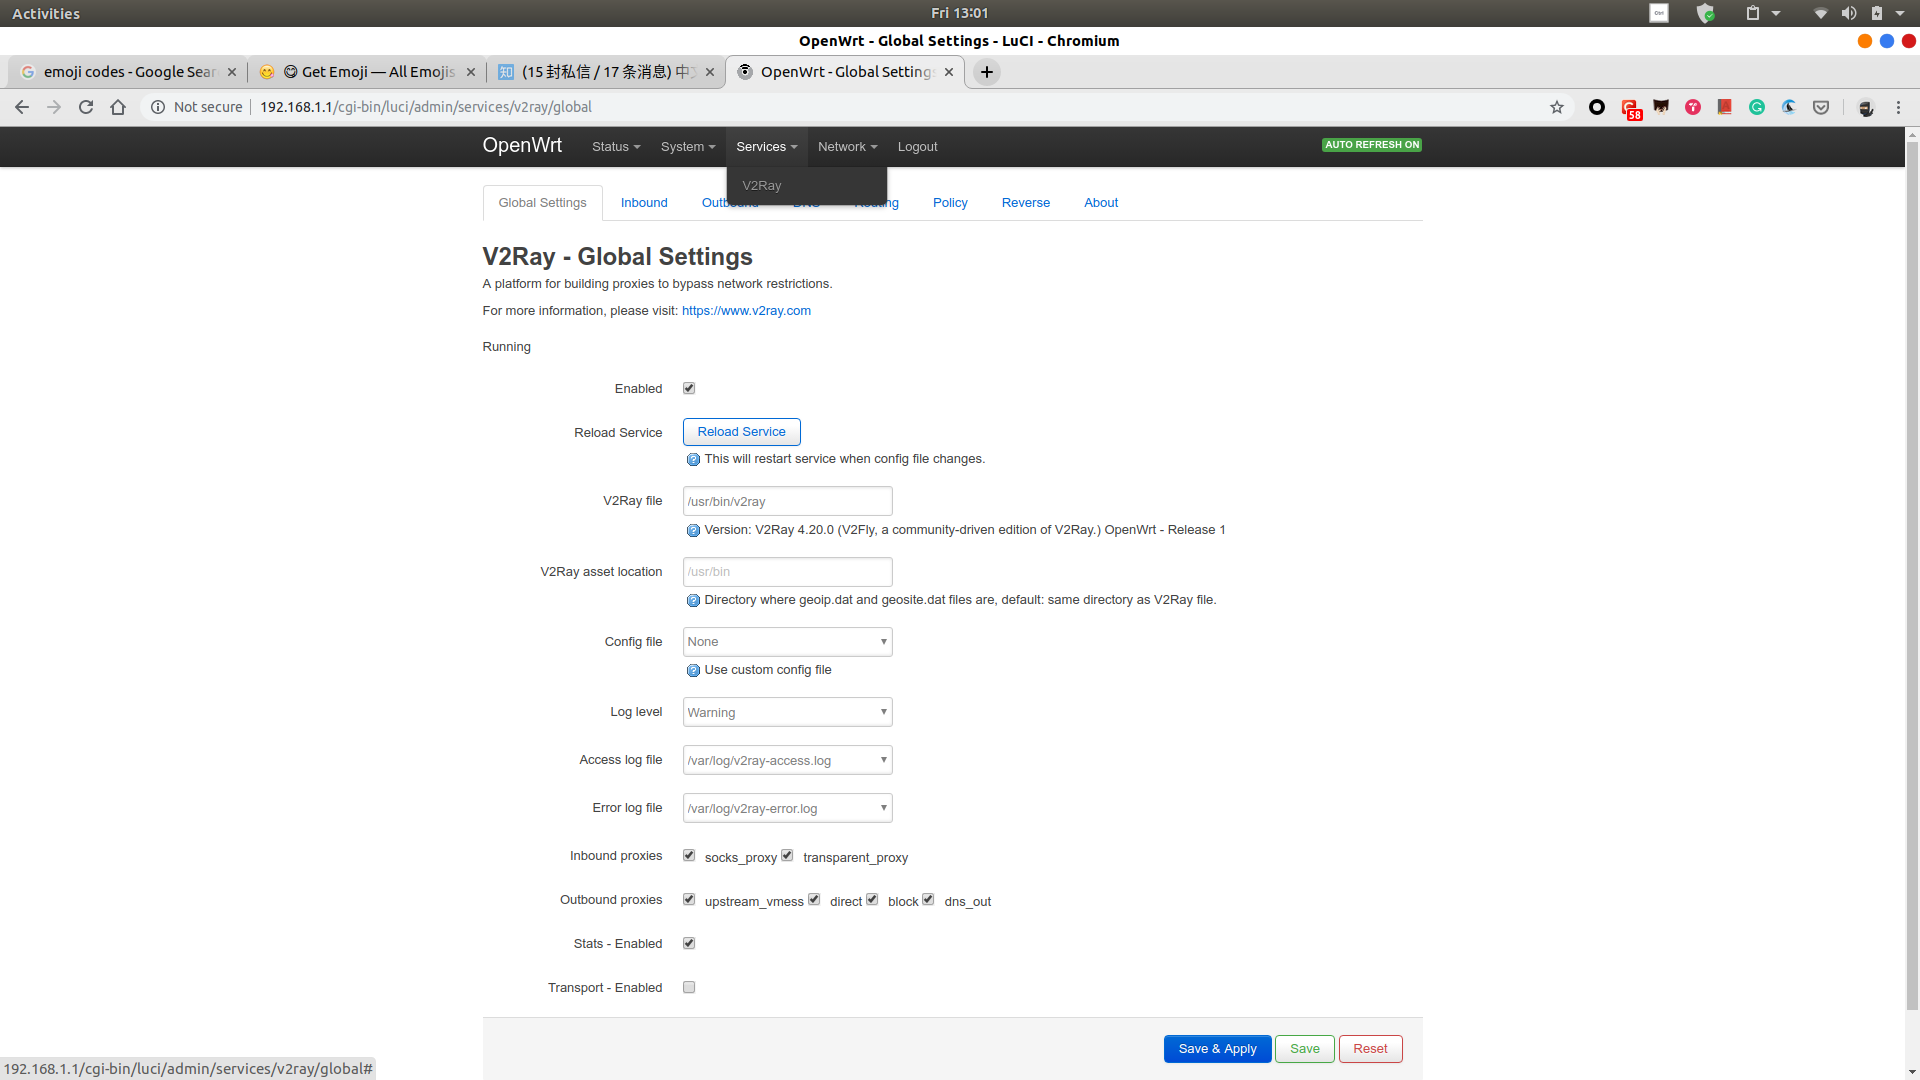 Activities
Fri 13:01
OpenWrt - Global Settings - LuCI - Chromium
emoji codes - Google Sear
Get Emoji — All Emojis
(15 封私信 / 17 条消息) 中
OpenWrt - Global Settings
Not secure
192.168.1.1/cgi-bin/luci/admin/services/v2ray/global
58
OpenWrt
Status
System
Services
Network
Logout
AUTO REFRESH ON
V2Ray
Global Settings
Inbound
Outbound
DNS
Routing
Policy
Reverse
About
V2Ray - Global Settings
A platform for building proxies to bypass network restrictions.
For more information, please visit: https://www.v2ray.com
Running
Enabled
Reload Service
Reload Service
This will restart service when config file changes.
V2Ray file
/usr/bin/v2ray
Version: V2Ray 4.20.0 (V2Fly, a community-driven edition of V2Ray.) OpenWrt - Release 1
V2Ray asset location
/usr/bin
Directory where geoip.dat and geosite.dat files are, default: same directory as V2Ray file.
Config file
None
Use custom config file
Log level
Warning
Access log file
/var/log/v2ray-access.log
Error log file
/var/log/v2ray-error.log
Inbound proxies
socks_proxy
transparent_proxy
Outbound proxies
upstream_vmess
direct
block
dns_out
Stats - Enabled
Transport - Enabled
Save & Apply
Save
Reset
192.168.1.1/cgi-bin/luci/admin/services/v2ray/global#